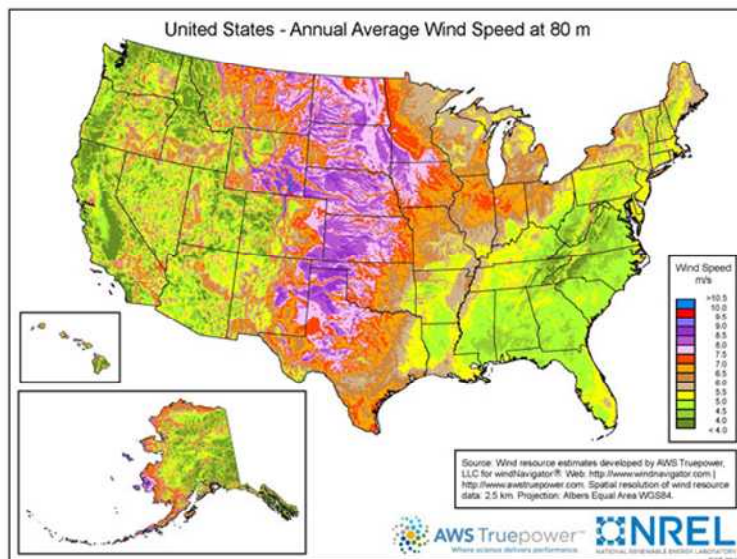 United States - Annual Average Wind Speed at 80 m
Wind Speed
m/s
>10.5
10.0
9.5
9.0
8.5
8.0
7.5
7.0
6.5
6.0
5.5
5.0
4.5
4.0
< 4.0
Source: Wind resource estimates developed by AWS Truepower,
LLC for windNavigator®. Web: http://www.windnavigator.com |
http://www.awstruepower.com. Spatial resolution of wind resource
data: 2.5 km. Projection: Albers Equal Area WGS84.
AWS Truepower™
Where science delivers performance.
NREL
NATIONAL RENEWABLE ENERGY LABORATORY